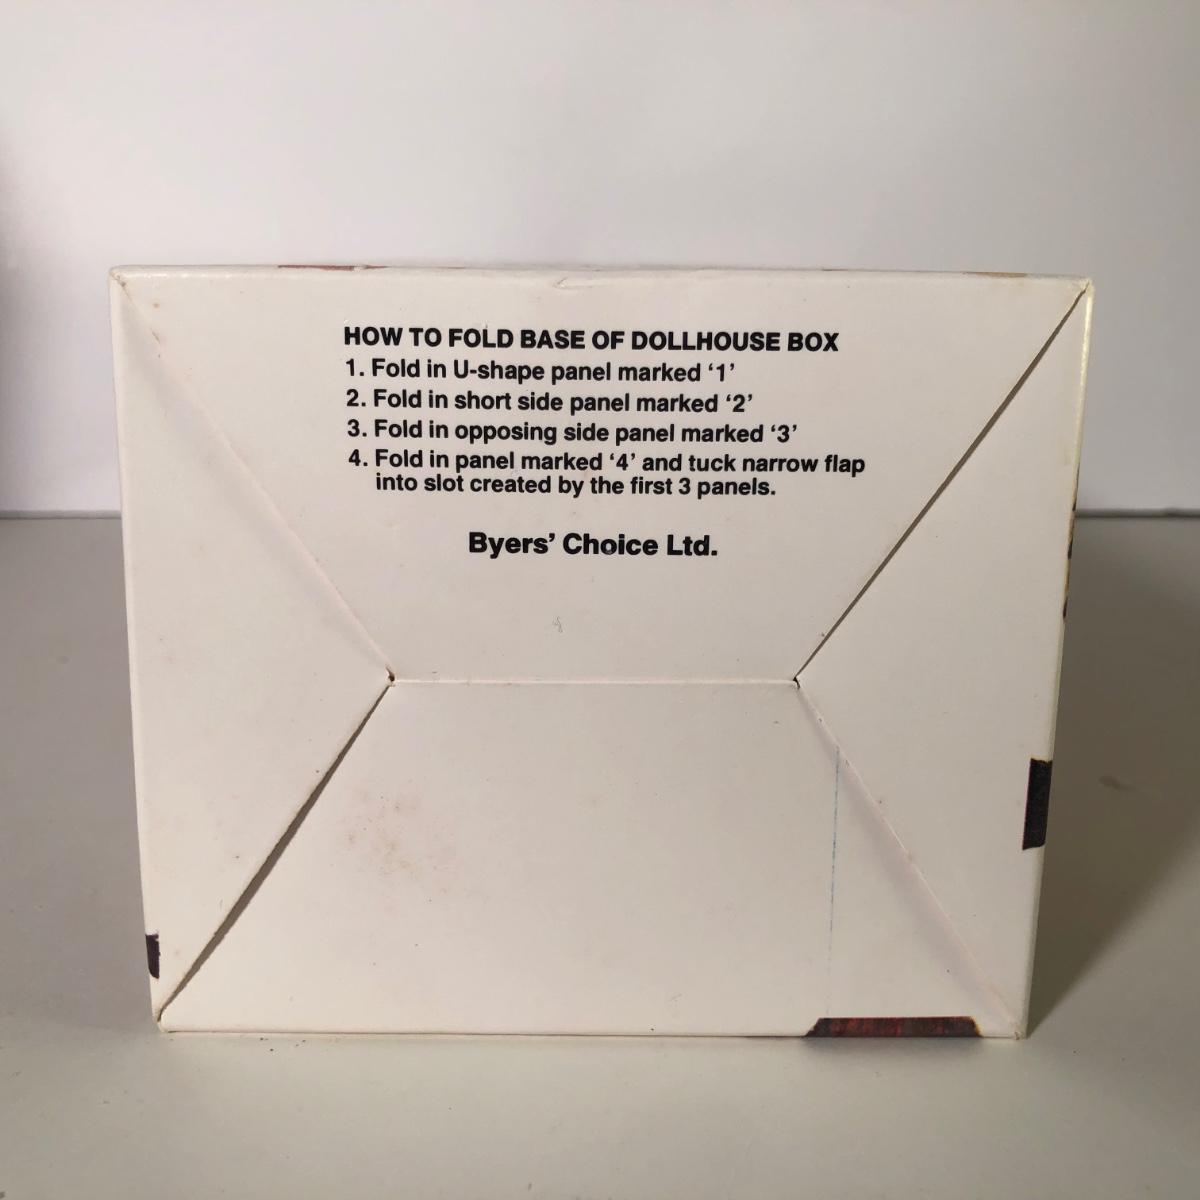 HOW TO FOLD BASE OF DOLLHOUSE BOX
1. Fold in U-shape panel marked ‘1’
2. Fold in short side panel marked ‘2’
3. Fold in opposing side panel marked ‘3’
4. Fold in panel marked ‘4’ and tuck narrow flap
into slot created by the first 3 panels.
Byers’ Choice Ltd.